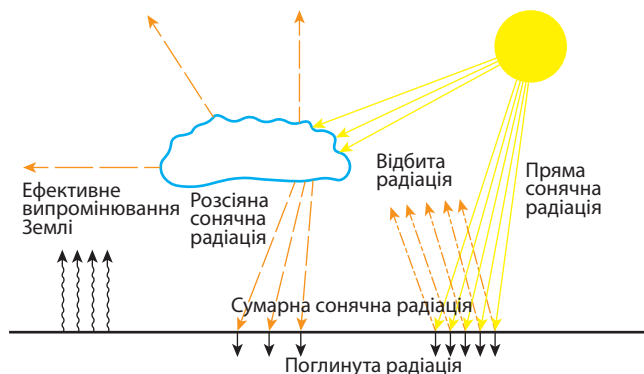 Ефективне
випромінювання
Землі
Розсіяна
сонячна
радіація
Відбита
радіація
Пряма
сонячна
радіація
Сумарна сонячна радіація
Поглинута радіація